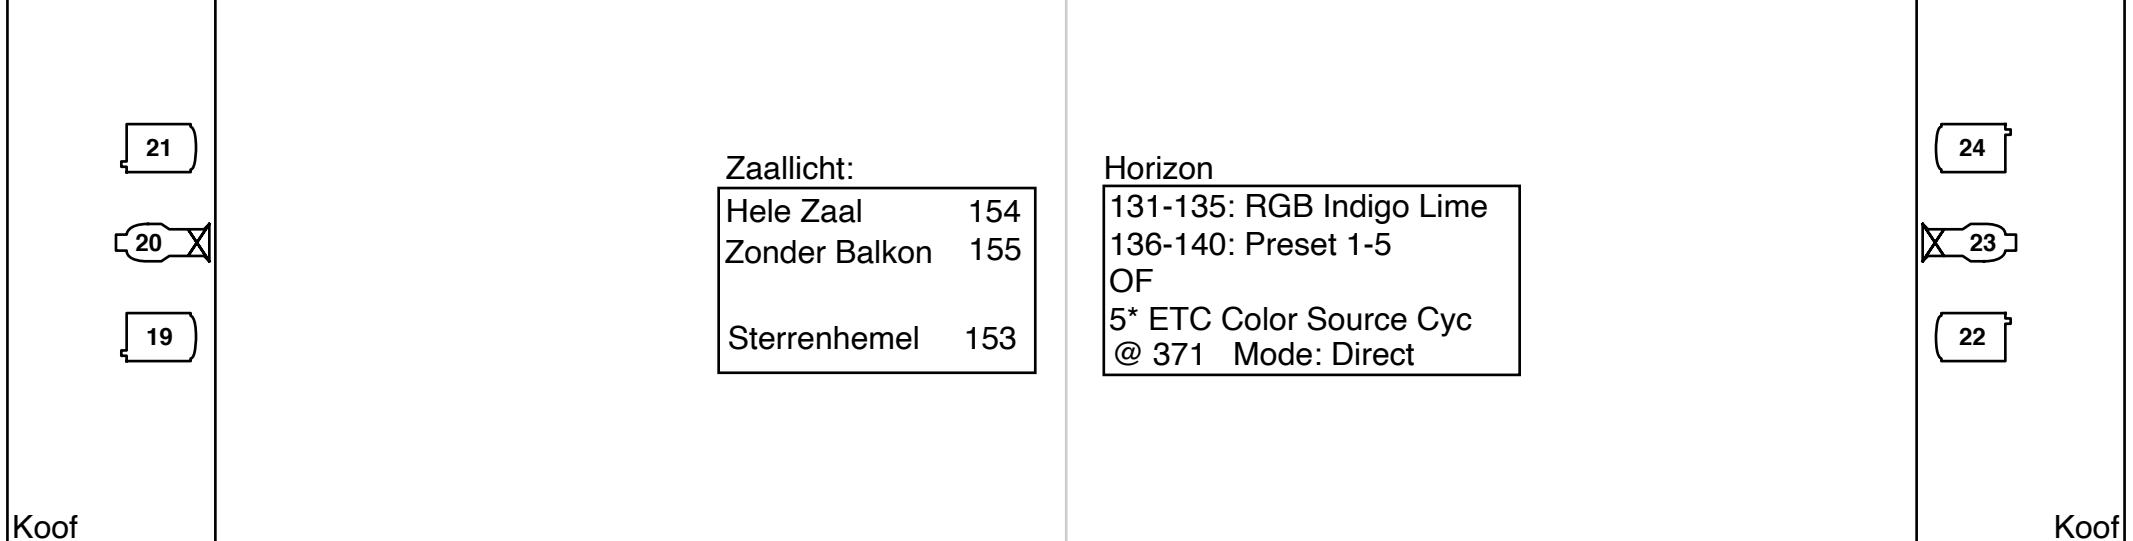 21
20
19
Koof
Zaallicht:
Hele Zaal 154
Zonder Balkon 155
Sterrenhemel 153
Horizon
131-135: RGB Indigo Lime
136-140: Preset 1-5
OF
5* ETC Color Source Cyc
@ 371 Mode: Direct
24
23
22
Koof